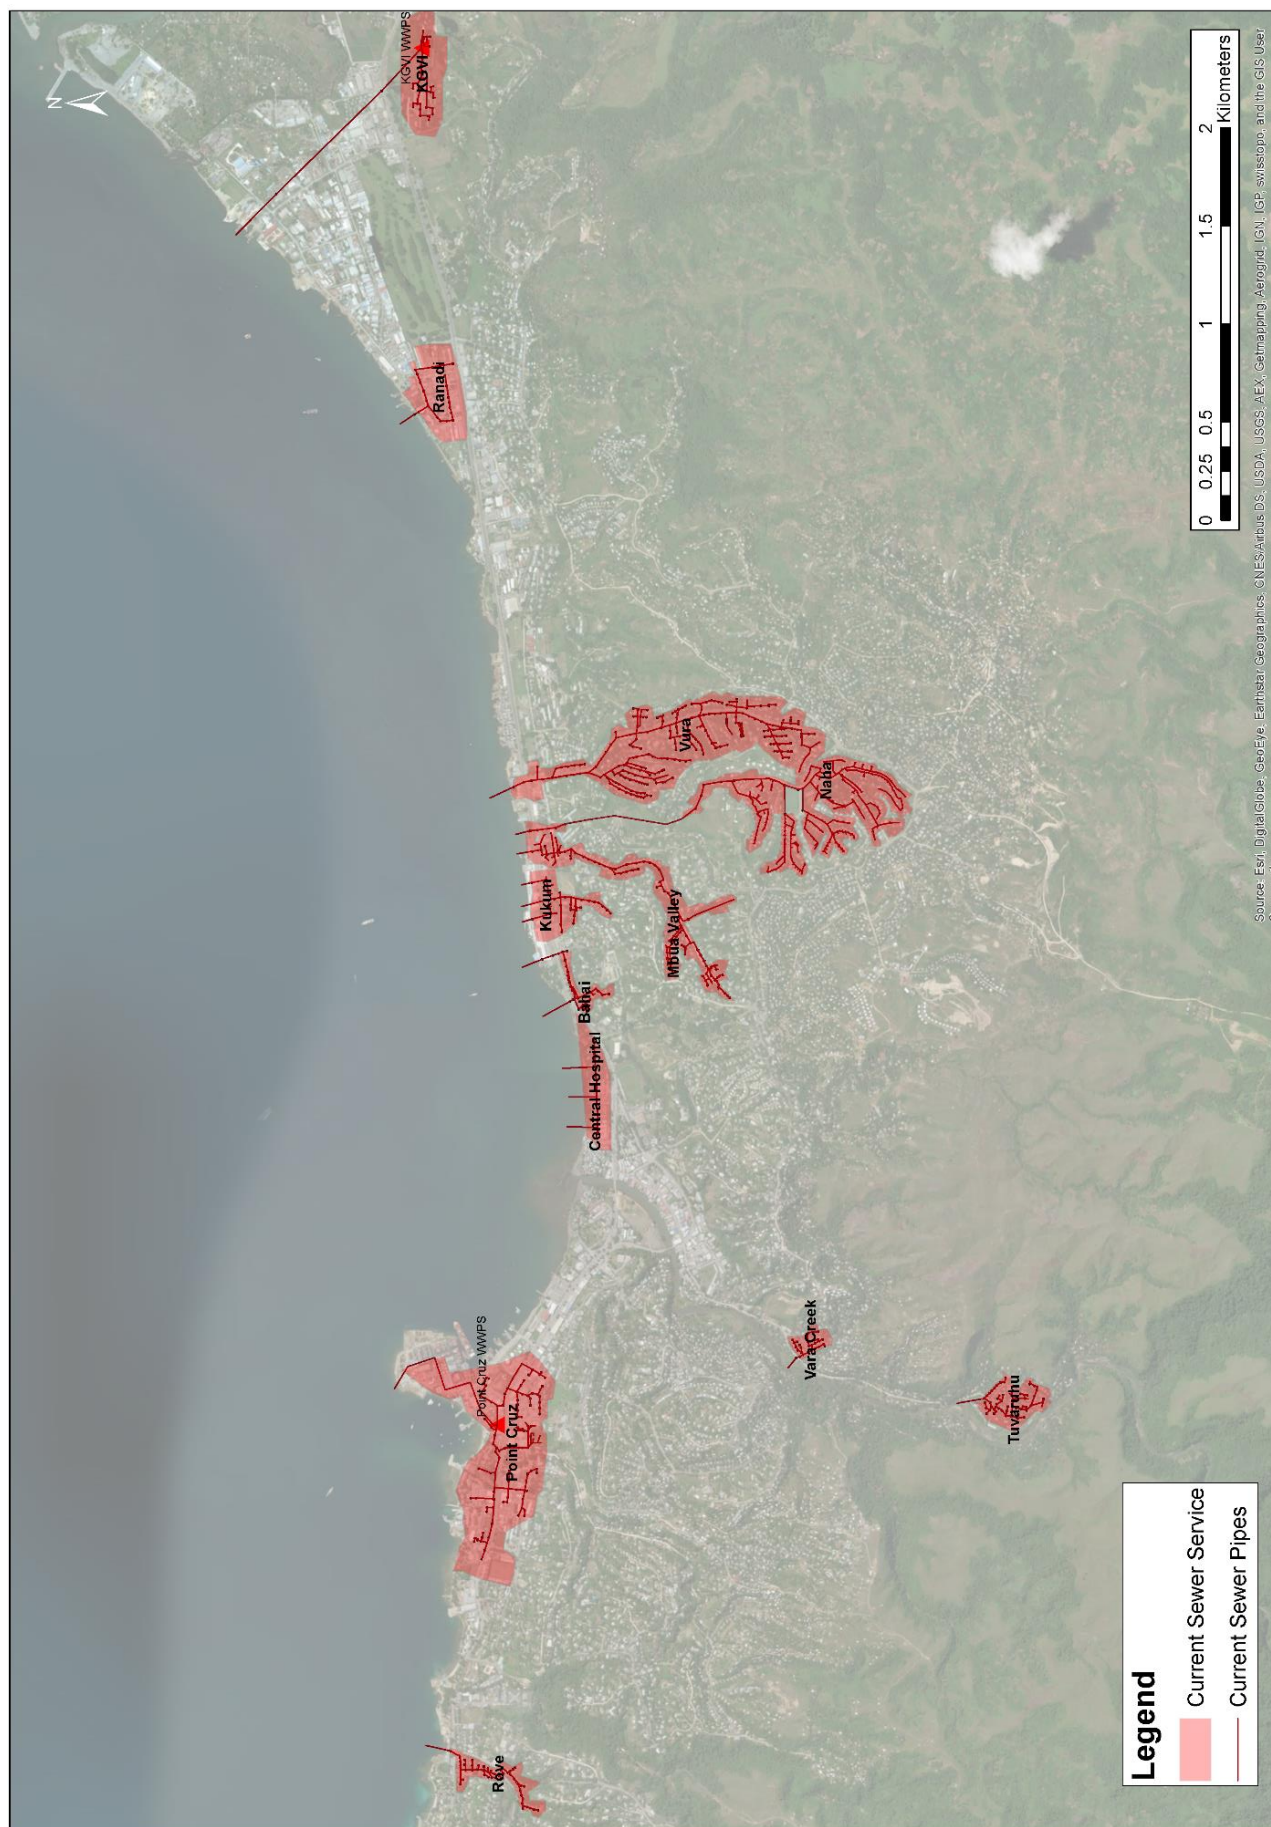 N
KGVI WWPS
KGVI
Ranadi
Vura
Naha
Kukum
Mbua Valley
Bahai
Central Hospital
Point Cruz WWPS
Point Cruz
Vara Creek
Tuvaruhu
Rove
0 0.25 0.5 1 1.5 2
Kilometers
Legend
Current Sewer Service
Current Sewer Pipes
Source: Esri, DigitalGlobe, GeoEye, Earthstar Geographics, CNES/Airbus DS, USDA, USGS, AEX, Getmapping, Aerogrid, IGN, IGP, swisstopo, and the GIS User